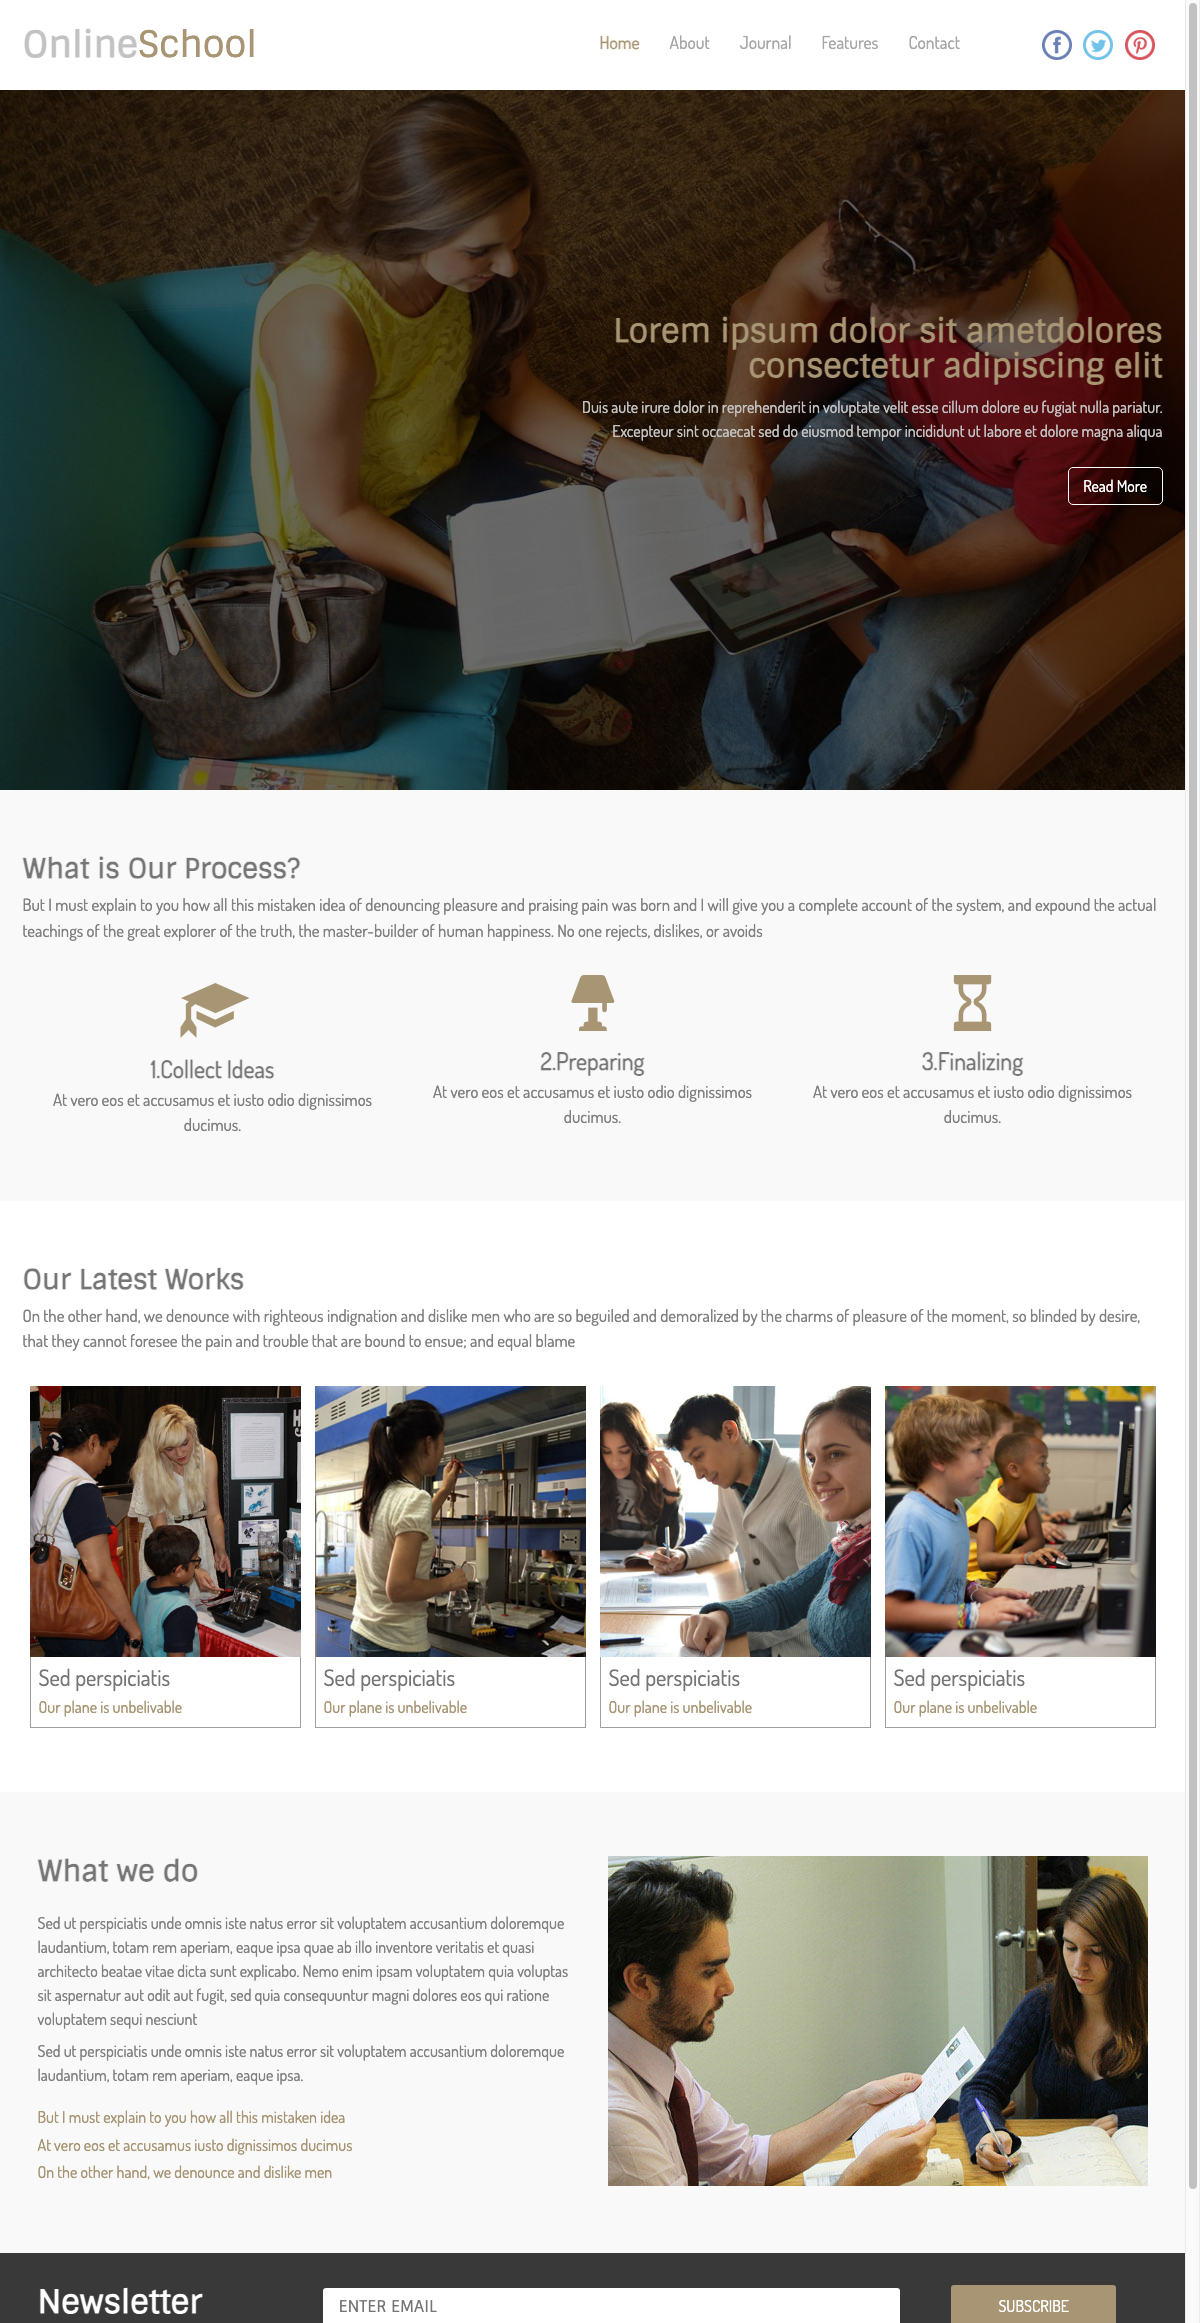 OnlineSchool
Home About Journal Features Contact
Lorem ipsum dolor sit ametdolores
consectetur adipiscing elit
Duis aute irure dolor in reprehenderit in voluptate velit esse cillum dolore eu fugiat nulla pariatur.
Excepteur sint occaecat sed do eiusmod tempor incididunt ut labore et dolore magna aliqua
Read More
What is Our Process?
But I must explain to you how all this mistaken idea of denouncing pleasure and praising pain was born and I will give you a complete account of the system, and expound the actual
teachings of the great explorer of the truth, the master-builder of human happiness. No one rejects, dislikes, or avoids
1.Collect Ideas
At vero eos et accusamus et iusto odio dignissimos
ducimus.
2.Preparing
At vero eos et accusamus et iusto odio dignissimos
ducimus.
3.Finalizing
At vero eos et accusamus et iusto odio dignissimos
ducimus.
Our Latest Works
On the other hand, we denounce with righteous indignation and dislike men who are so beguiled and demoralized by the charms of pleasure of the moment, so blinded by desire,
that they cannot foresee the pain and trouble that are bound to ensue; and equal blame
Sed perspiciatis
Our plane is unbelivable
Sed perspiciatis
Our plane is unbelivable
Sed perspiciatis
Our plane is unbelivable
Sed perspiciatis
Our plane is unbelivable
What we do
Sed ut perspiciatis unde omnis iste natus error sit voluptatem accusantium doloremque
laudantium, totam rem aperiam, eaque ipsa quae ab illo inventore veritatis et quasi
architecto beatae vitae dicta sunt explicabo. Nemo enim ipsam voluptatem quia voluptas
sit aspernatur aut odit aut fugit, sed quia consequuntur magni dolores eos qui ratione
voluptatem sequi nesciunt
Sed ut perspiciatis unde omnis iste natus error sit voluptatem accusantium doloremque
laudantium, totam rem aperiam, eaque ipsa.
But I must explain to you how all this mistaken idea
At vero eos et accusamus iusto dignissimos ducimus
On the other hand, we denounce and dislike men
Newsletter
ENTER EMAIL
SUBSCRIBE